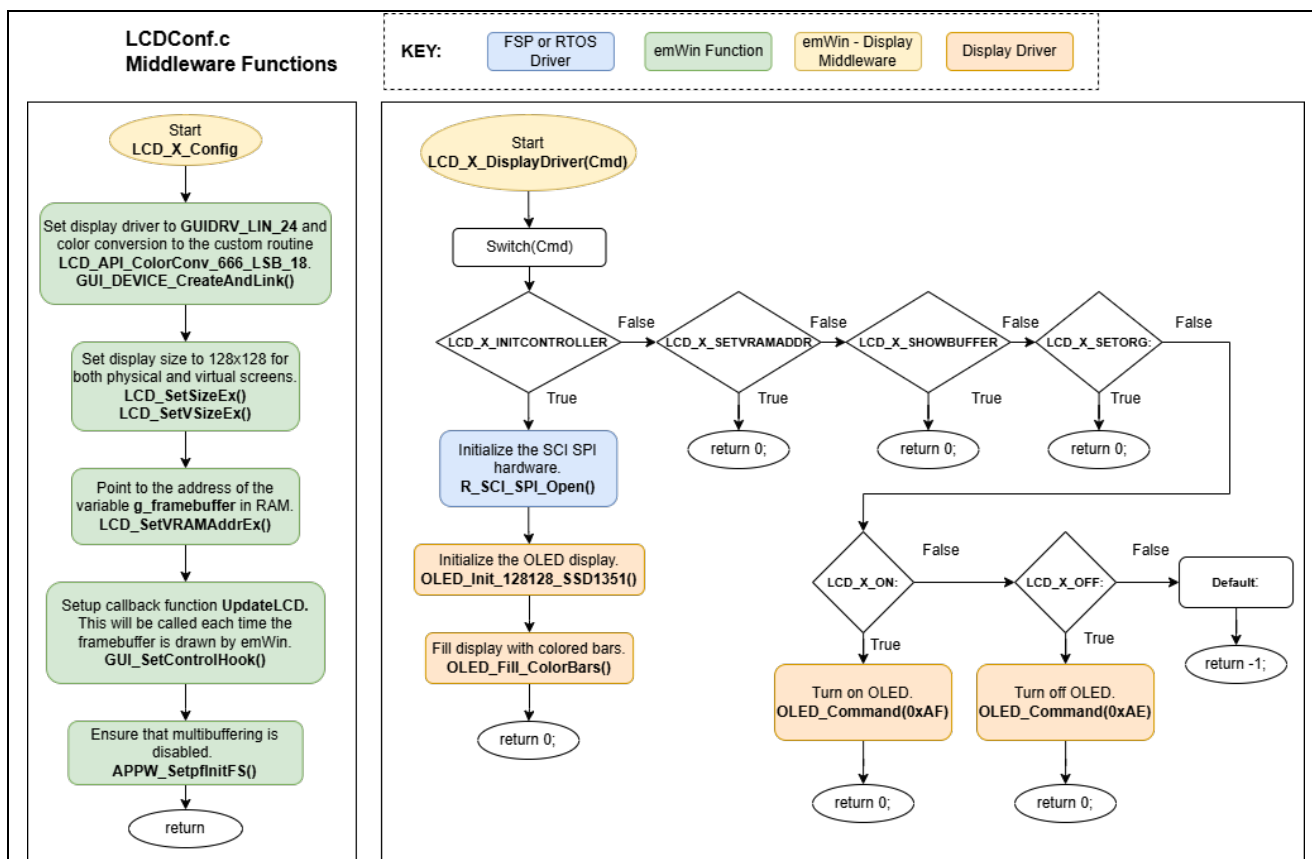 LCDConf.c
Middleware Functions
KEY:
FSP or RTOS
Driver
emWin Function
emWin - Display
Middleware
Display Driver
Start
LCD_X_Config
Set display driver to GUIDRV_LIN_24 and
color conversion to the custom routine
LCD_API_ColorConv_666_LSB_18.
GUI_DEVICE_CreateAndLink()
Set display size to 128x128 for
both physical and virtual screens.
LCD_SetSizeEx()
LCD_SetVSizeEx()
Point to the address of the
variable g_framebuffer in RAM.
LCD_SetVRAMAddrEx()
Setup callback function UpdateLCD.
This will be called each time the
framebuffer is drawn by emWin.
GUI_SetControlHook()
Ensure that multibuffering is
disabled.
APPW_SetpfInitFS()
return
Start
LCD_X_DisplayDriver(Cmd)
Switch(Cmd)
LCD_X_INITCONTROLLER
False
LCD_X_SETVRAMADDR
False
LCD_X_SHOWBUFFER
False
LCD_X_SETORG:
False
True
True
True
True
return 0;
return 0;
return 0;
Initialize the SCI SPI
hardware.
R_SCI_SPI_Open()
Initialize the OLED display.
OLED_Init_128128_SSD1351()
Fill display with colored bars.
OLED_Fill_ColorBars()
return 0;
LCD_X_ON:
False
LCD_X_OFF:
False
Default:
True
True
return -1;
Turn on OLED.
OLED_Command(0xAF)
Turn off OLED.
OLED_Command(0xAE)
return 0;
return 0;